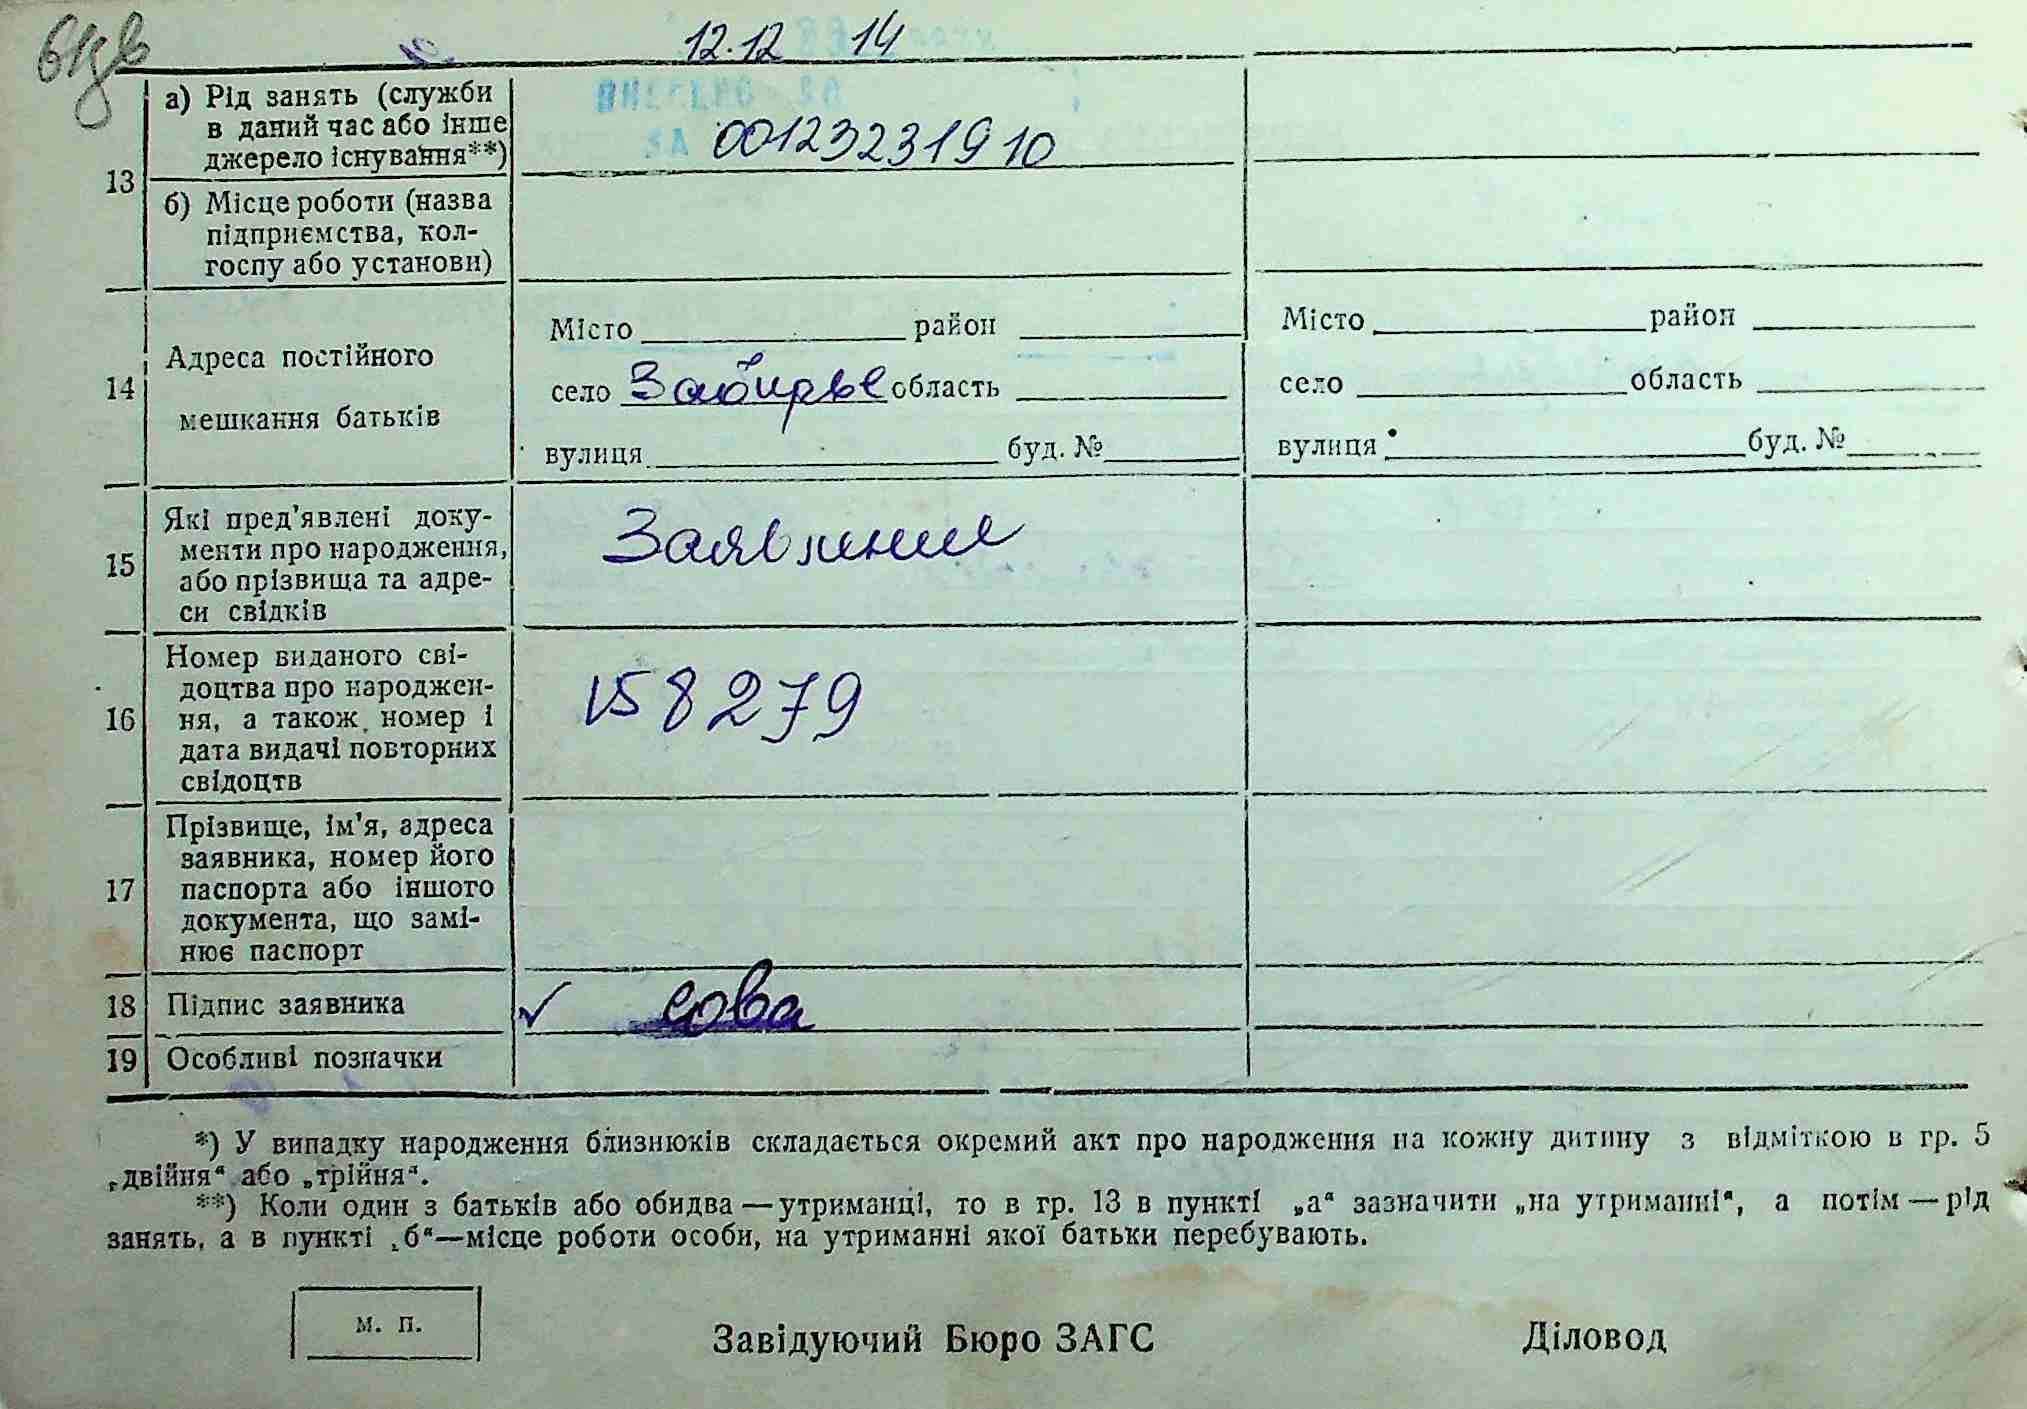 12.12 14
13
а) Рід занять (служби
в даний час або інше
джерело існування**)
00123231910
б) Місце роботи (назва
підприємства, кол-
госпу або установи)
14
Адреса постійного
мешкання батьків
Місто район
село Забирье область
вулиця буд. №
Місто район
село область
вулиця буд. №
15
Які пред’явлені доку-
менти про народження,
або прізвища та адре-
си свідків
Заявление
16
Номер виданого сві-
доцтва про народжен-
ня, а також номер і
дата видачі повторних
свідоцтв
158279
17
Прізвище, ім’я, адреса
заявника, номер його
паспорта або іншого
документа, що замі-
нює паспорт
18 Підпис заявника
✓ Сова
19 Особливі позначки
*) У випадку народження близнюків складається окремий акт про народження на кожну дитину з відміткою в гр. 5
„двійня“ або „трійня“.
**) Коли один з батьків або обидва — утриманці, то в гр. 13 в пункті „а“ зазначити „на утриманні“, а потім — рід
занять, а в пункті „б“—місце роботи особи, на утриманні якої батьки перебувають.
м. п.
Завідуючий Бюро ЗАГС
Діловод